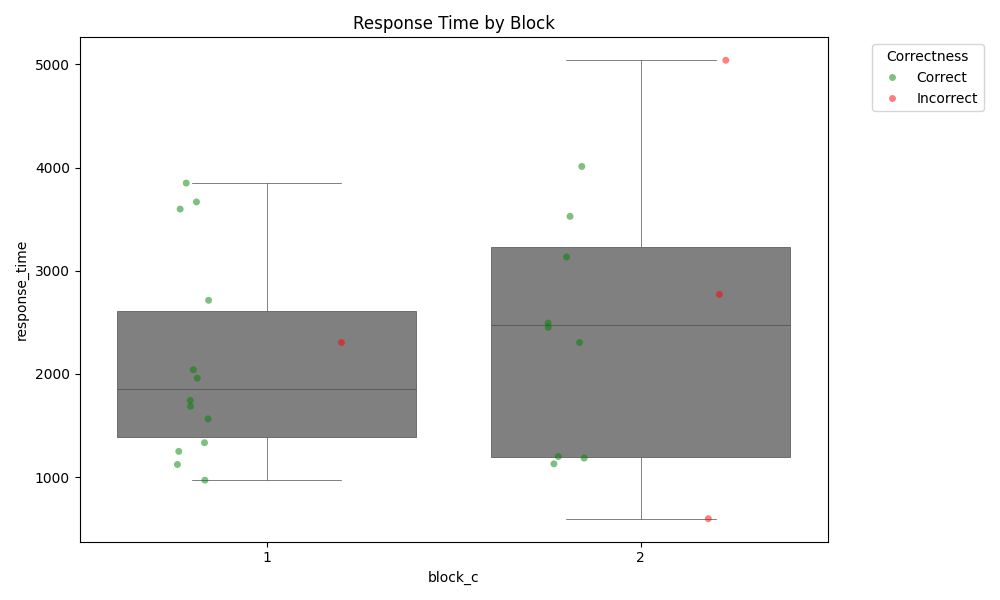 Response Time by Block
Correctness
Correct
Incorrect
response_time
5000
4000
3000
2000
1000
1
2
block_c